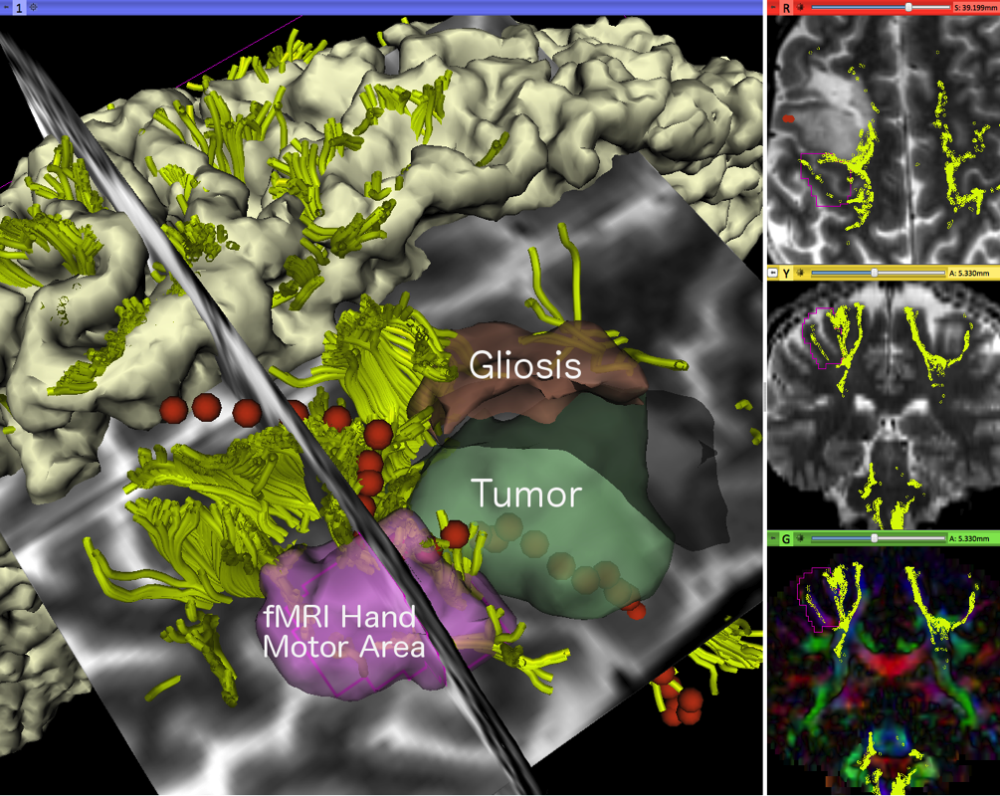 1
R
S: 39.199mm
Y
A: 5.330mm
G
A: 5.330mm
Gliosis
Tumor
fMRI Hand
Motor Area